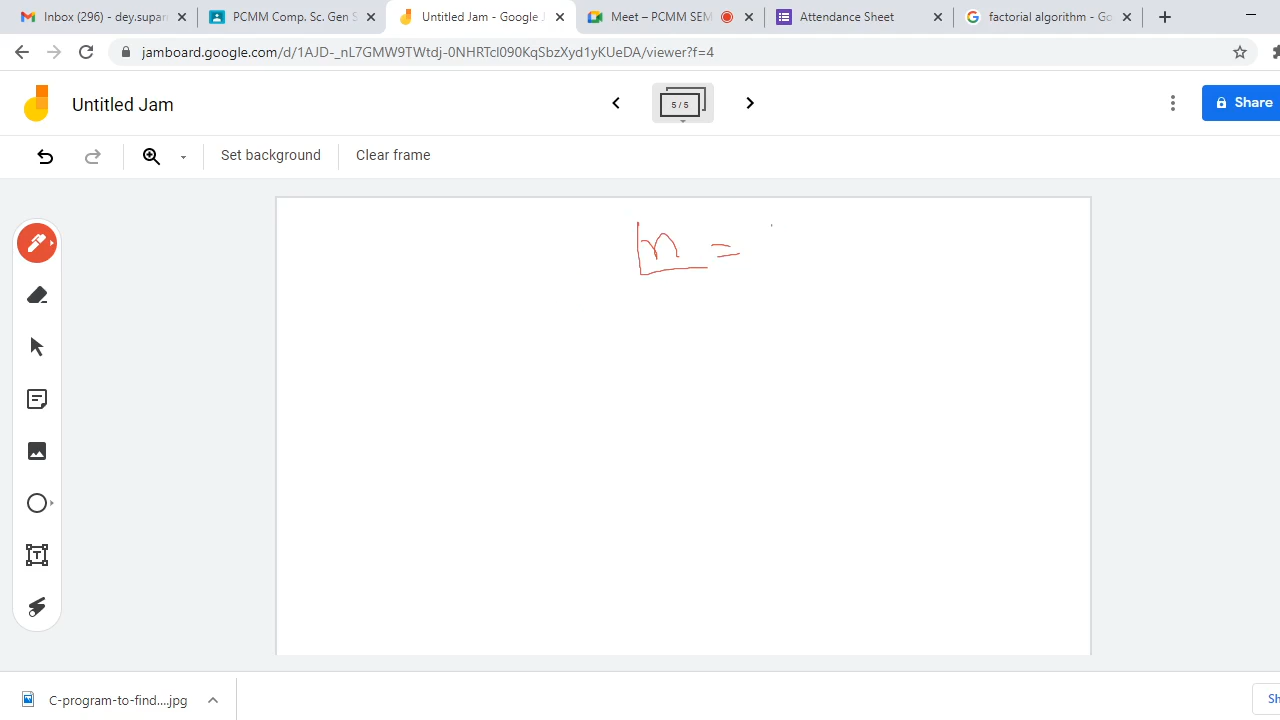 Inbox (296) - dey.supar
PCMM Comp. Sc. Gen S
Untitled Jam - Google J
Meet – PCMM SEM
Attendance Sheet
factorial algorithm - Go
jamboard.google.com/d/1AJD-_nL7GMW9TWtdj-0NHRTcl090KqSbzXyd1yKUeDA/viewer?f=4
Untitled Jam
5 / 5
Share
Set background
Clear frame
n =
C-program-to-find....jpg
Sh